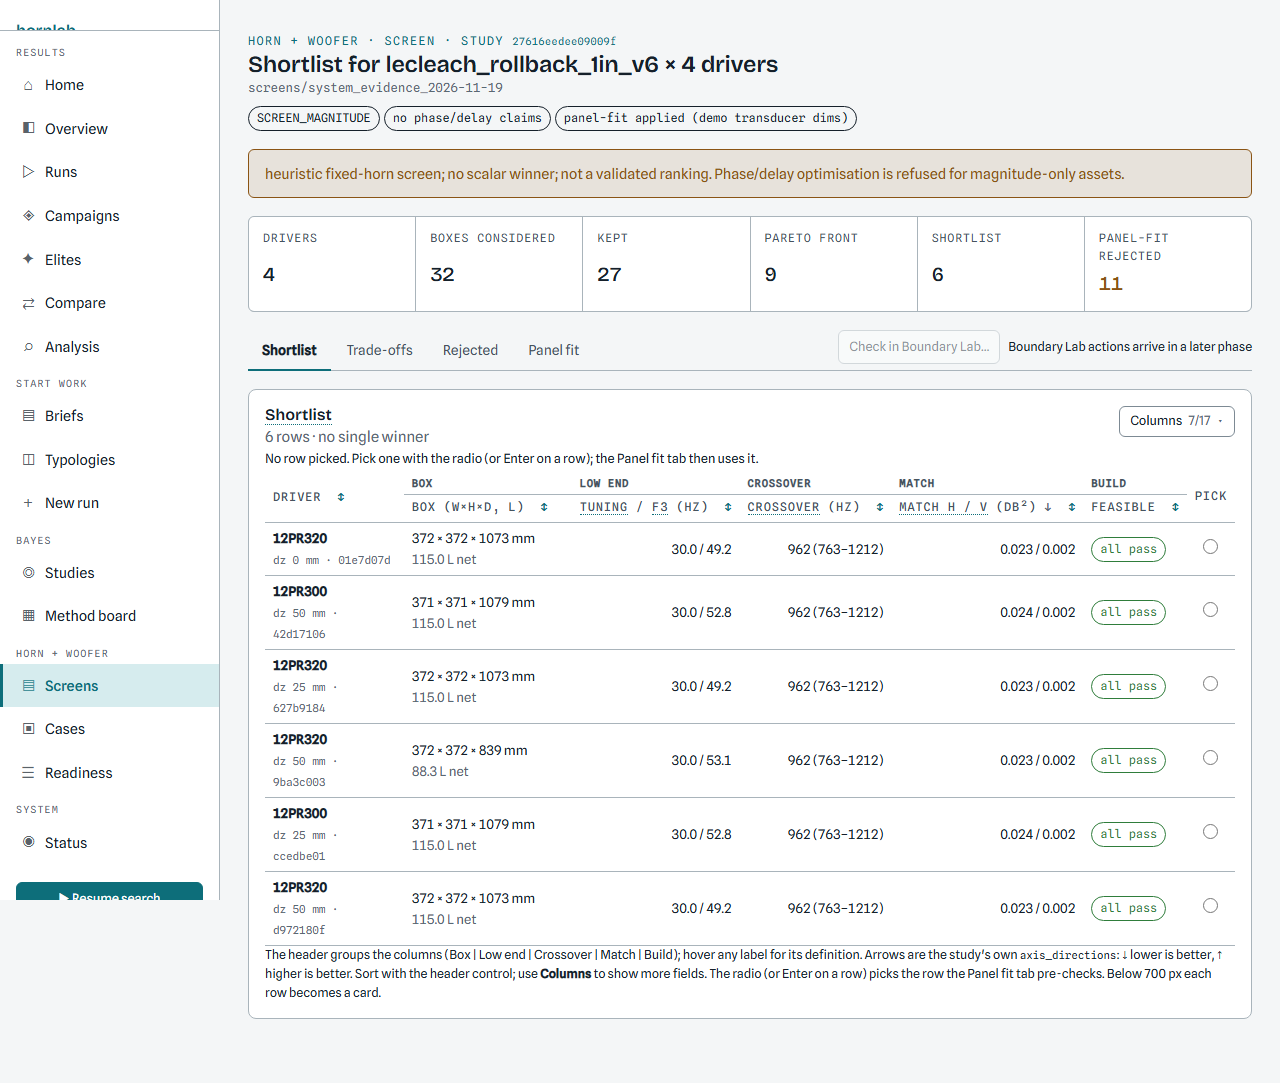 hornlab
RESULTS
Home
Overview
Runs
Campaigns
Elites
Compare
Analysis
START WORK
Briefs
Typologies
New run
BAYES
Studies
Method board
HORN + WOOFER
Screens
Cases
Readiness
SYSTEM
Status
▶ Resume search
HORN + WOOFER · SCREEN · STUDY 27616eedee09009f
Shortlist for lecleach_rollback_1in_v6 × 4 drivers
screens/system_evidence_2026-11-19
SCREEN_MAGNITUDE no phase/delay claims panel-fit applied (demo transducer dims)
heuristic fixed-horn screen; no scalar winner; not a validated ranking. Phase/delay optimisation is refused for magnitude-only assets.
DRIVERS
4
BOXES CONSIDERED
32
KEPT
27
PARETO FRONT
9
SHORTLIST
6
PANEL-FIT
REJECTED
11
Shortlist Trade-offs Rejected Panel fit Check in Boundary Lab… Boundary Lab actions arrive in a later phase
Shortlist
6 rows · no single winner
Columns 7/17
No row picked. Pick one with the radio (or Enter on a row); the Panel fit tab then uses it.
DRIVER ↕ BOX LOW END CROSSOVER MATCH BUILD PICK
BOX (W×H×D, L) ↕ TUNING / F3 (HZ) ↕ CROSSOVER (HZ) ↕ MATCH H / V (DB²) ↓ ↕ FEASIBLE ↕
12PR320
dz 0 mm · 01e7d07d
372 × 372 × 1073 mm
115.0 L net
30.0 / 49.2 962 (763–1212) 0.023 / 0.002 all pass
12PR300
dz 50 mm ·
42d17106
371 × 371 × 1079 mm
115.0 L net
30.0 / 52.8 962 (763–1212) 0.024 / 0.002 all pass
12PR320
dz 25 mm ·
627b9184
372 × 372 × 1073 mm
115.0 L net
30.0 / 49.2 962 (763–1212) 0.023 / 0.002 all pass
12PR320
dz 50 mm ·
9ba3c003
372 × 372 × 839 mm
88.3 L net
30.0 / 53.1 962 (763–1212) 0.023 / 0.002 all pass
12PR300
dz 25 mm ·
ccedbe01
371 × 371 × 1079 mm
115.0 L net
30.0 / 52.8 962 (763–1212) 0.024 / 0.002 all pass
12PR320
dz 50 mm ·
d972180f
372 × 372 × 1073 mm
115.0 L net
30.0 / 49.2 962 (763–1212) 0.023 / 0.002 all pass
The header groups the columns (Box | Low end | Crossover | Match | Build); hover any label for its definition. Arrows are the study's own axis_directions: ↓ lower is better, ↑
higher is better. Sort with the header control; use Columns to show more fields. The radio (or Enter on a row) picks the row the Panel fit tab pre-checks. Below 700 px each
row becomes a card.